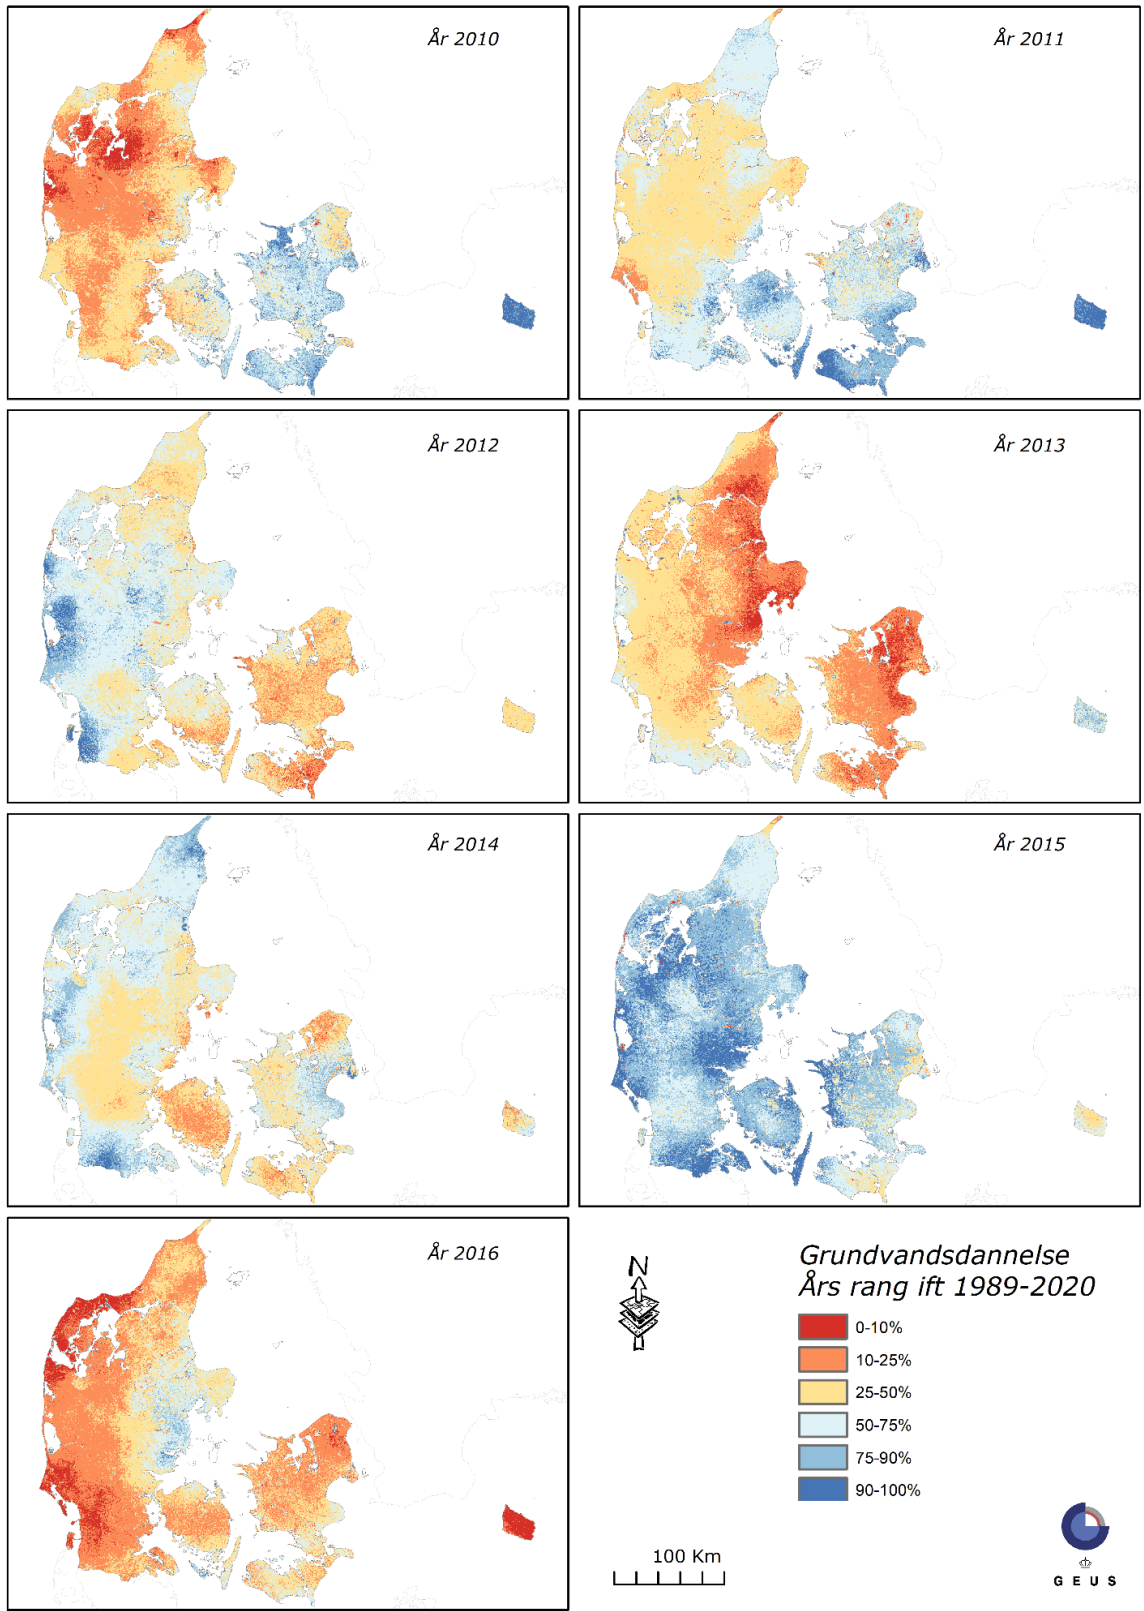 År 2010
År 2011
År 2012
År 2013
År 2014
År 2015
År 2016
N
Grundvandsdannelse
Års rang ift 1989-2020
0-10%
10-25%
25-50%
50-75%
75-90%
90-100%
100 Km
GEUS